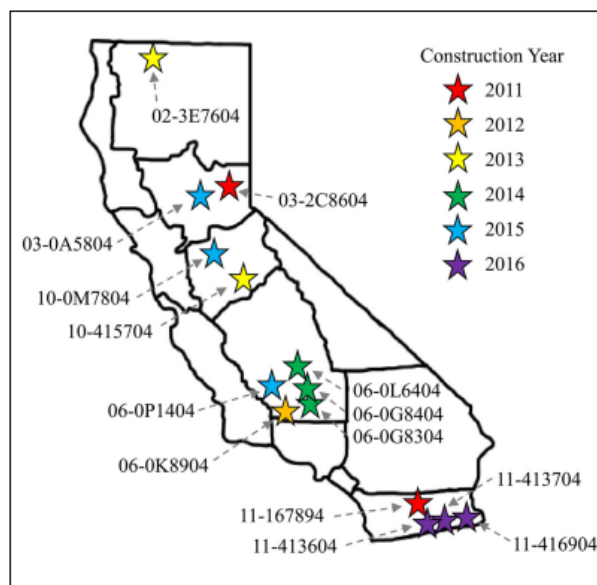 Construction Year
2011
2012
2013
2014
2015
2016
02-3E7604
03-2C8604
03-0A5804
10-0M7804
10-415704
06-0L6404
06-0P1404
06-0G8404
06-0G8304
06-0K8904
11-413704
11-167894
11-413604
11-416904